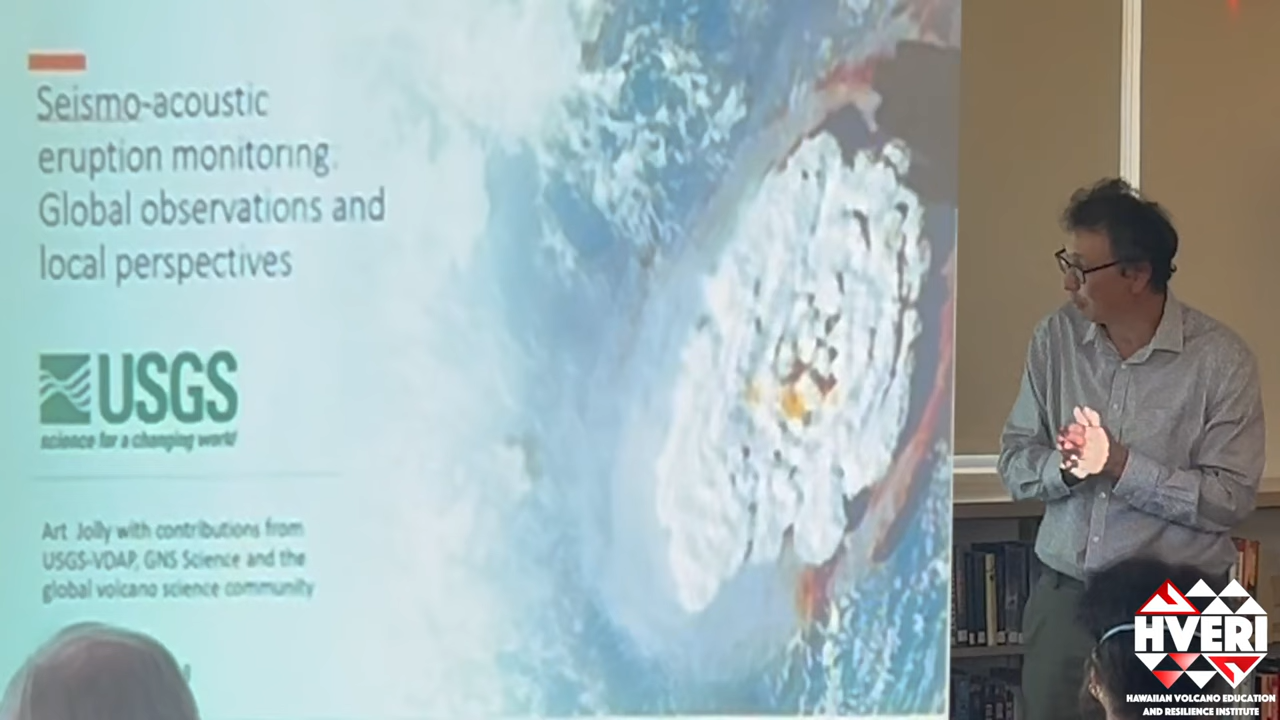 Seismo-acoustic
eruption monitoring:
Global observations and
local perspectives
USGS
science for a changing world
Art Jolly with contributions from
USGS-VDAP, GNS Science and the
global volcano science community
HVERI
HAWAIIAN VOLCANO EDUCATION
AND RESILIENCE INSTITUTE